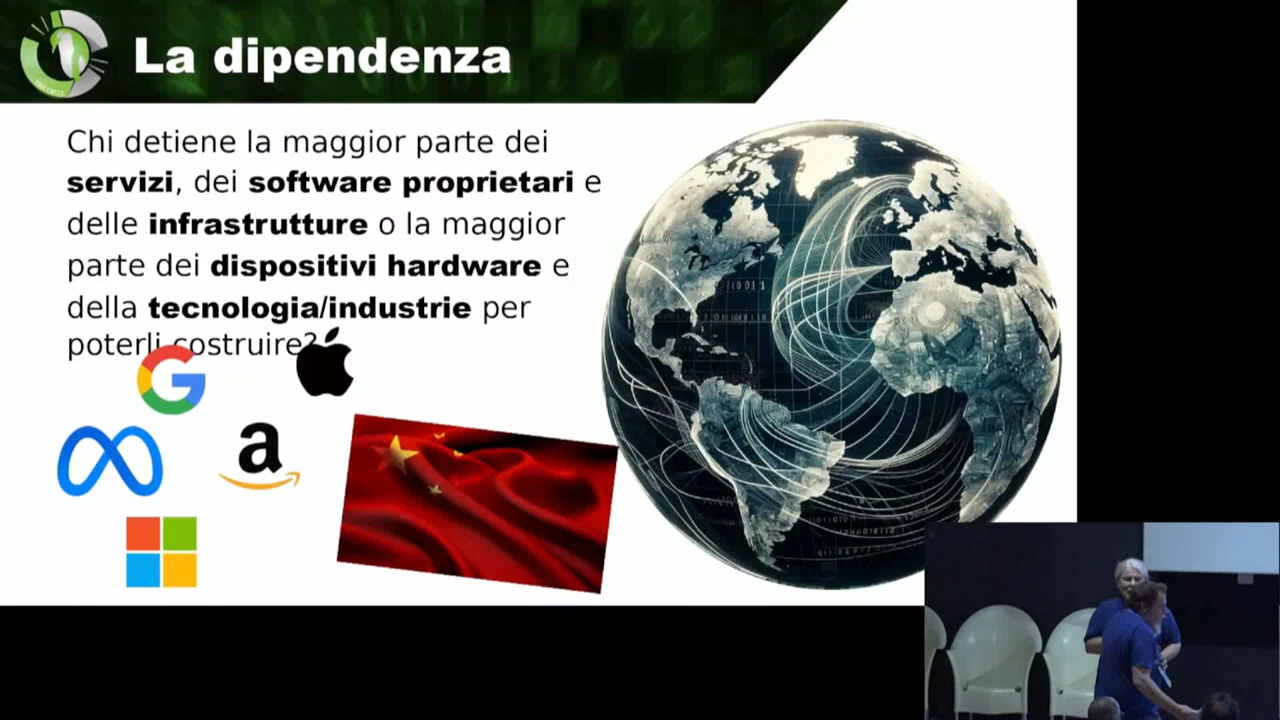 La dipendenza
Chi detiene la maggior parte dei
servizi, dei software proprietari e
delle infrastrutture o la maggior
parte dei dispositivi hardware e
della tecnologia/industrie per
poterli costruire?